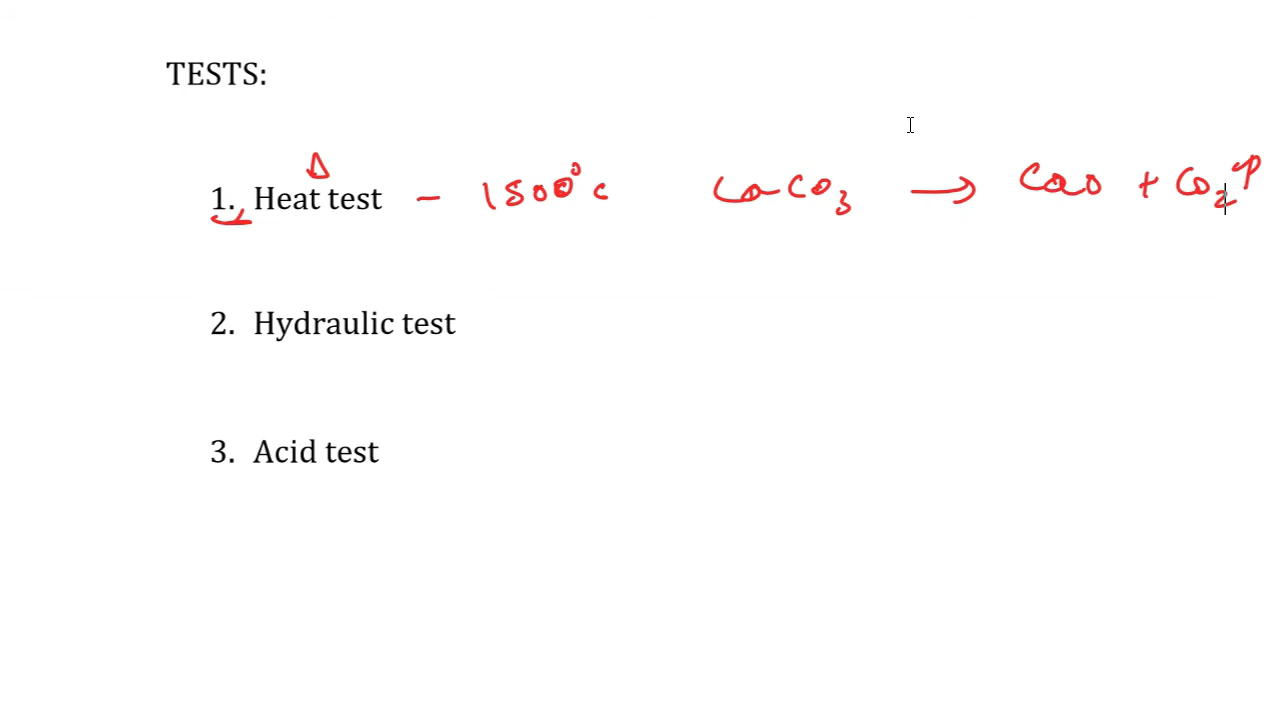 TESTS:
Δ
1. Heat test - 1500°C CaCO3 → CaO + CO2↑
2. Hydraulic test
3. Acid test